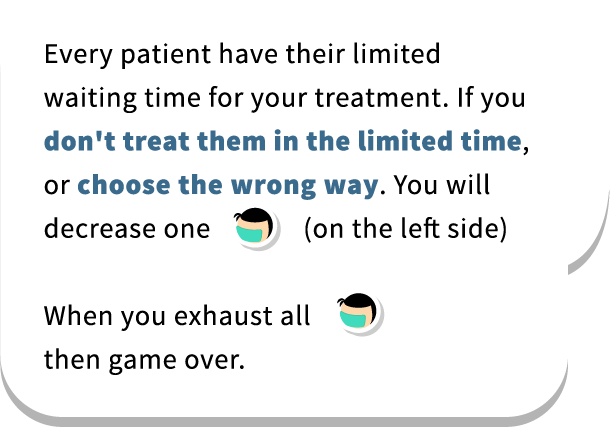 Every patient have their limited
waiting time for your treatment. If you
don't treat them in the limited time,
or choose the wrong way. You will
decrease one (on the left side)
When you exhaust all
then game over.